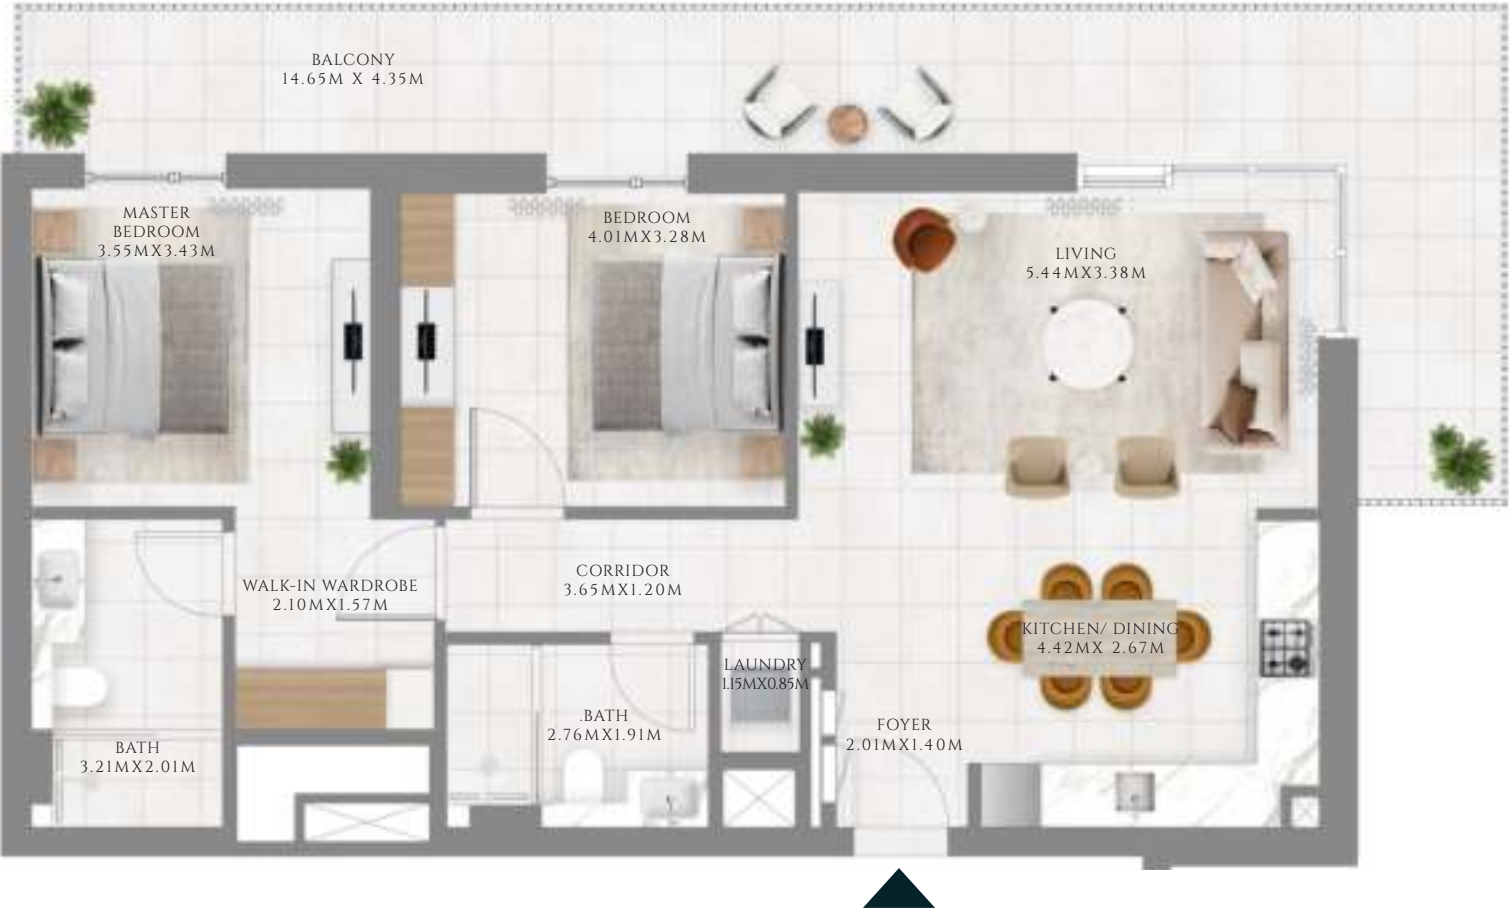 BALCONY
14.65M X 4.35M
MASTER
BEDROOM
3.55MX3.43M
BEDROOM
4.01MX3.28M
LIVING
5.44MX3.38M
WALK-IN WARDROBE
2.10MX1.57M
CORRIDOR
3.65MX1.20M
KITCHEN/ DINING
4.42MX 2.67M
LAUNDRY
1.15MX0.85M
.BATH
2.76MX1.91M
FOYER
2.01MX1.40M
BATH
3.21MX2.01M